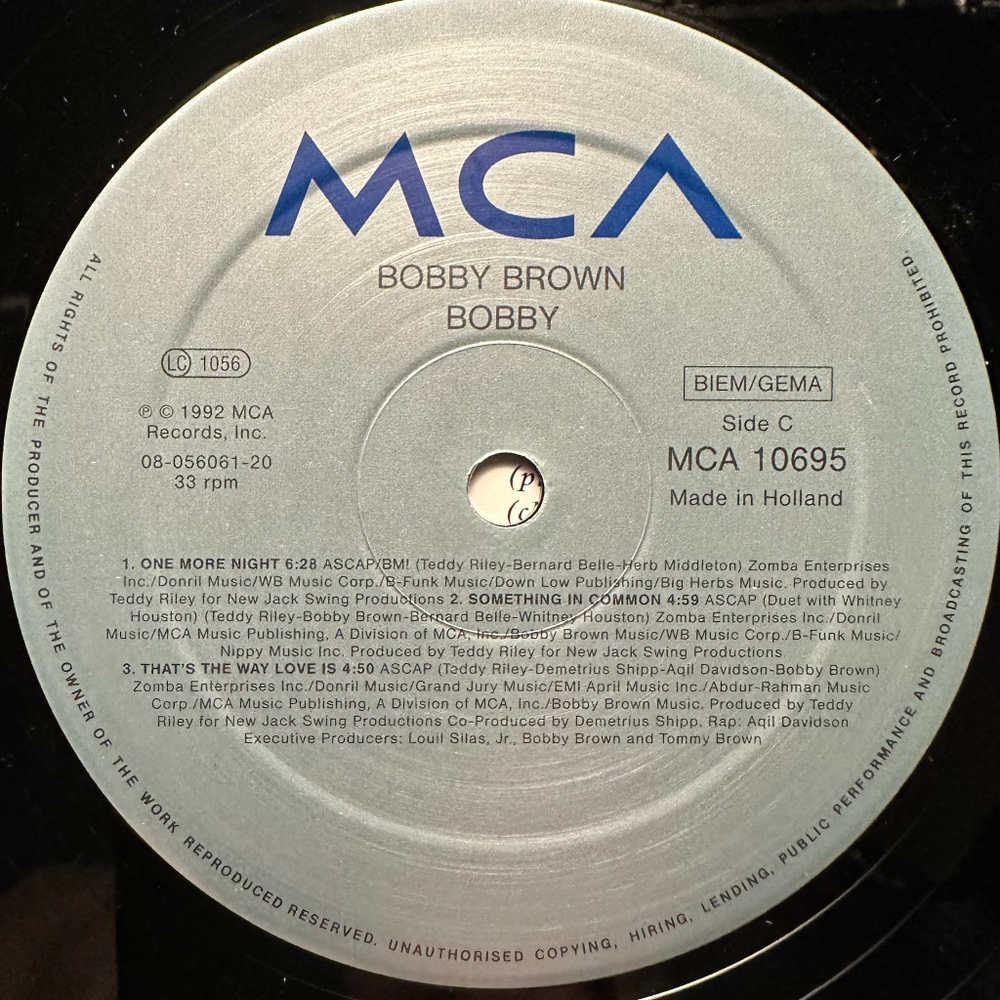 MCA
BOBBY BROWN
BOBBY
LC 1056
℗ © 1992 MCA
Records, Inc.
08-056061-20
33 rpm
BIEM/GEMA
Side C
MCA 10695
Made in Holland
(p
(c)
1. ONE MORE NIGHT 6:28 ASCAP/BMI (Teddy Riley-Bernard Belle-Herb Middleton) Zomba Enterprises
Inc./Donril Music/WB Music Corp./B-Funk Music/Down Low Publishing/Big Herbs Music. Produced by
Teddy Riley for New Jack Swing Productions 2. SOMETHING IN COMMON 4:59 ASCAP (Duet with Whitney
Houston) (Teddy Riley-Bobby Brown-Bernard Belle-Whitney Houston) Zomba Enterprises Inc./Donril
Music/MCA Music Publishing, A Division of MCA, Inc./Bobby Brown Music/WB Music Corp./B-Funk Music/
Nippy Music Inc. Produced by Teddy Riley for New Jack Swing Productions
3. THAT'S THE WAY LOVE IS 4:50 ASCAP (Teddy Riley-Demetrius Shipp-Aqil Davidson-Bobby Brown)
Zomba Enterprises Inc./Donril Music/Grand Jury Music/EMI April Music Inc./Abdur-Rahman Music
Corp./MCA Music Publishing, A Division of MCA, Inc./Bobby Brown Music. Produced by Teddy
Riley for New Jack Swing Productions Co-Produced by Demetrius Shipp. Rap: Aqil Davidson
Executive Producers: Louil Silas, Jr., Bobby Brown and Tommy Brown
ALL RIGHTS OF THE PRODUCER AND OF THE OWNER OF THE WORK REPRODUCED RESERVED. UNAUTHORISED COPYING, HIRING, LENDING, PUBLIC PERFORMANCE AND BROADCASTING OF THIS RECORD PROHIBITED.